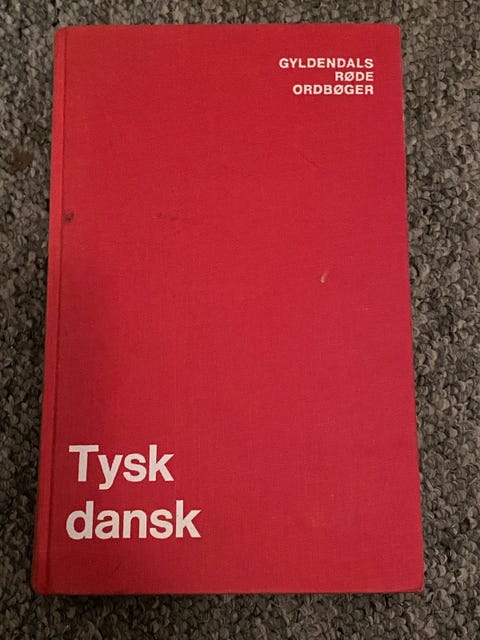 GYLDENDALS
RØDE
ORDBØGER
Tysk
dansk